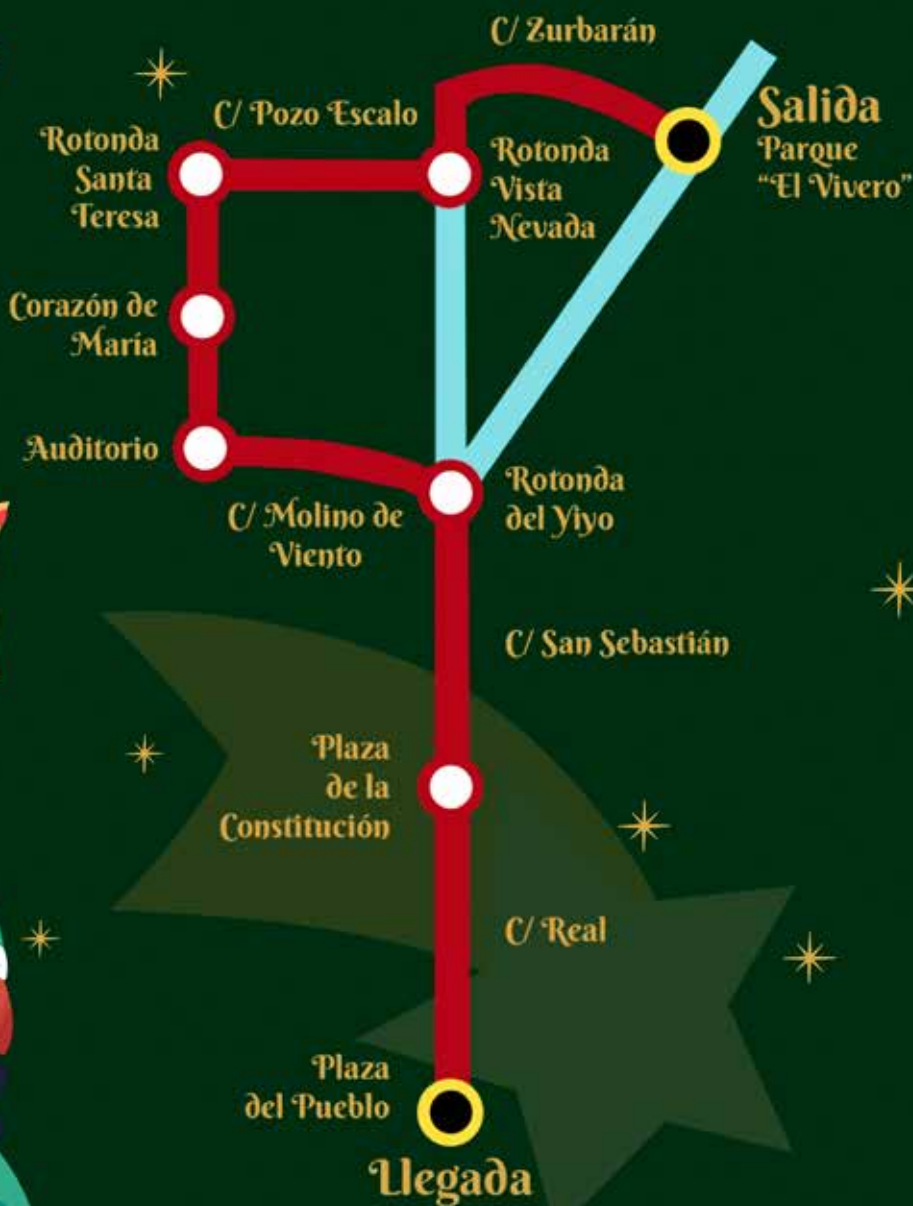 C/ Zurbarán
Salida
Parque
“El Vivero”
C/ Pozo Escalo
Rotonda
Vista
Nevada
Rotonda
Santa
Teresa
Corazón de
María
Auditorio
C/ Molino de
Viento
Rotonda
del Yiyo
C/ San Sebastián
Plaza
de la
Constitución
C/ Real
Plaza
del Pueblo
Llegada